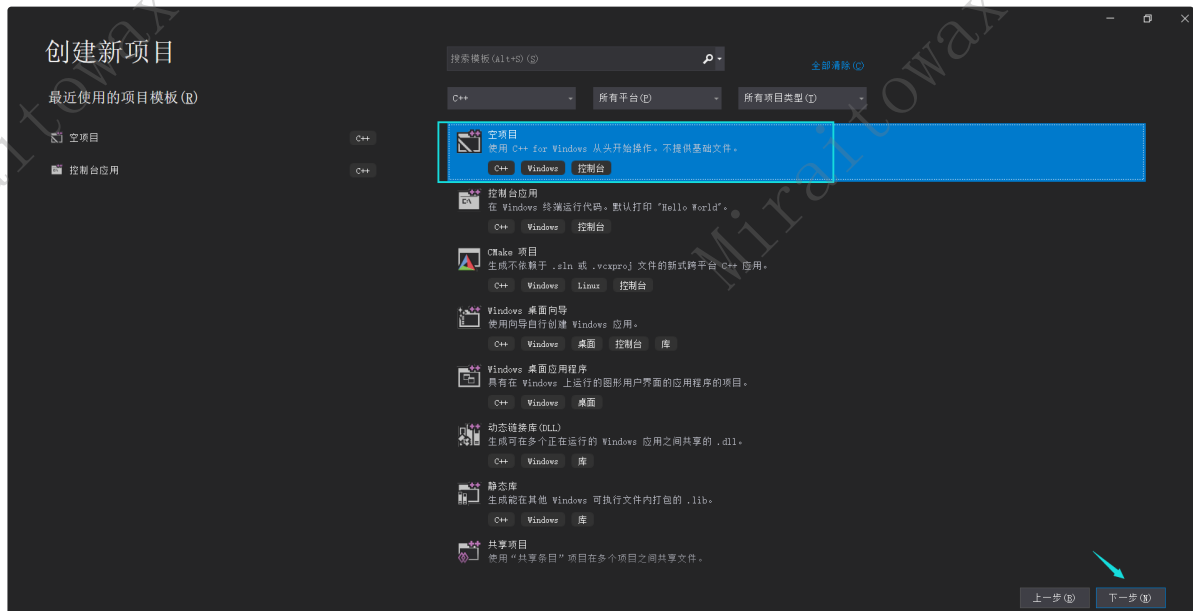 创建新项目
最近使用的项目模板(R)
空项目 C++
控制台应用 C++
搜索模板(Alt+S)(S)
全部清除(C)
C++ 所有平台(P) 所有项目类型(T)
空项目
使用 C++ for Windows 从头开始操作。不提供基础文件。
C++ Windows 控制台
控制台应用
在 Windows 终端运行代码。默认打印 "Hello World"。
C++ Windows 控制台
CMake 项目
生成不依赖于 .sln 或 .vcxproj 文件的新式跨平台 C++ 应用。
C++ Windows Linux 控制台
Windows 桌面向导
使用向导自行创建 Windows 应用。
C++ Windows 桌面 控制台 库
Windows 桌面应用程序
具有在 Windows 上运行的图形用户界面的应用程序的项目。
C++ Windows 桌面
动态链接库(DLL)
生成可在多个正在运行的 Windows 应用之间共享的 .dll。
C++ Windows 库
静态库
生成能在其他 Windows 可执行文件内打包的 .lib。
C++ Windows 库
共享项目
使用“共享条目”项目在多个项目之间共享文件。
上一步(B) 下一步(N)
Miraitowax